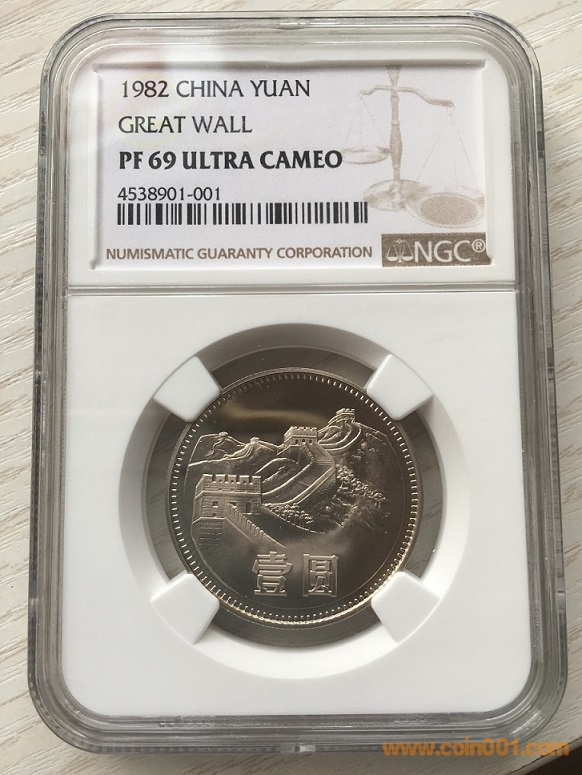 1982 CHINA YUAN
GREAT WALL
PF 69 ULTRA CAMEO
4538901-001
NUMISMATIC GUARANTY CORPORATION NGC®
壹圆
www.coin001.com